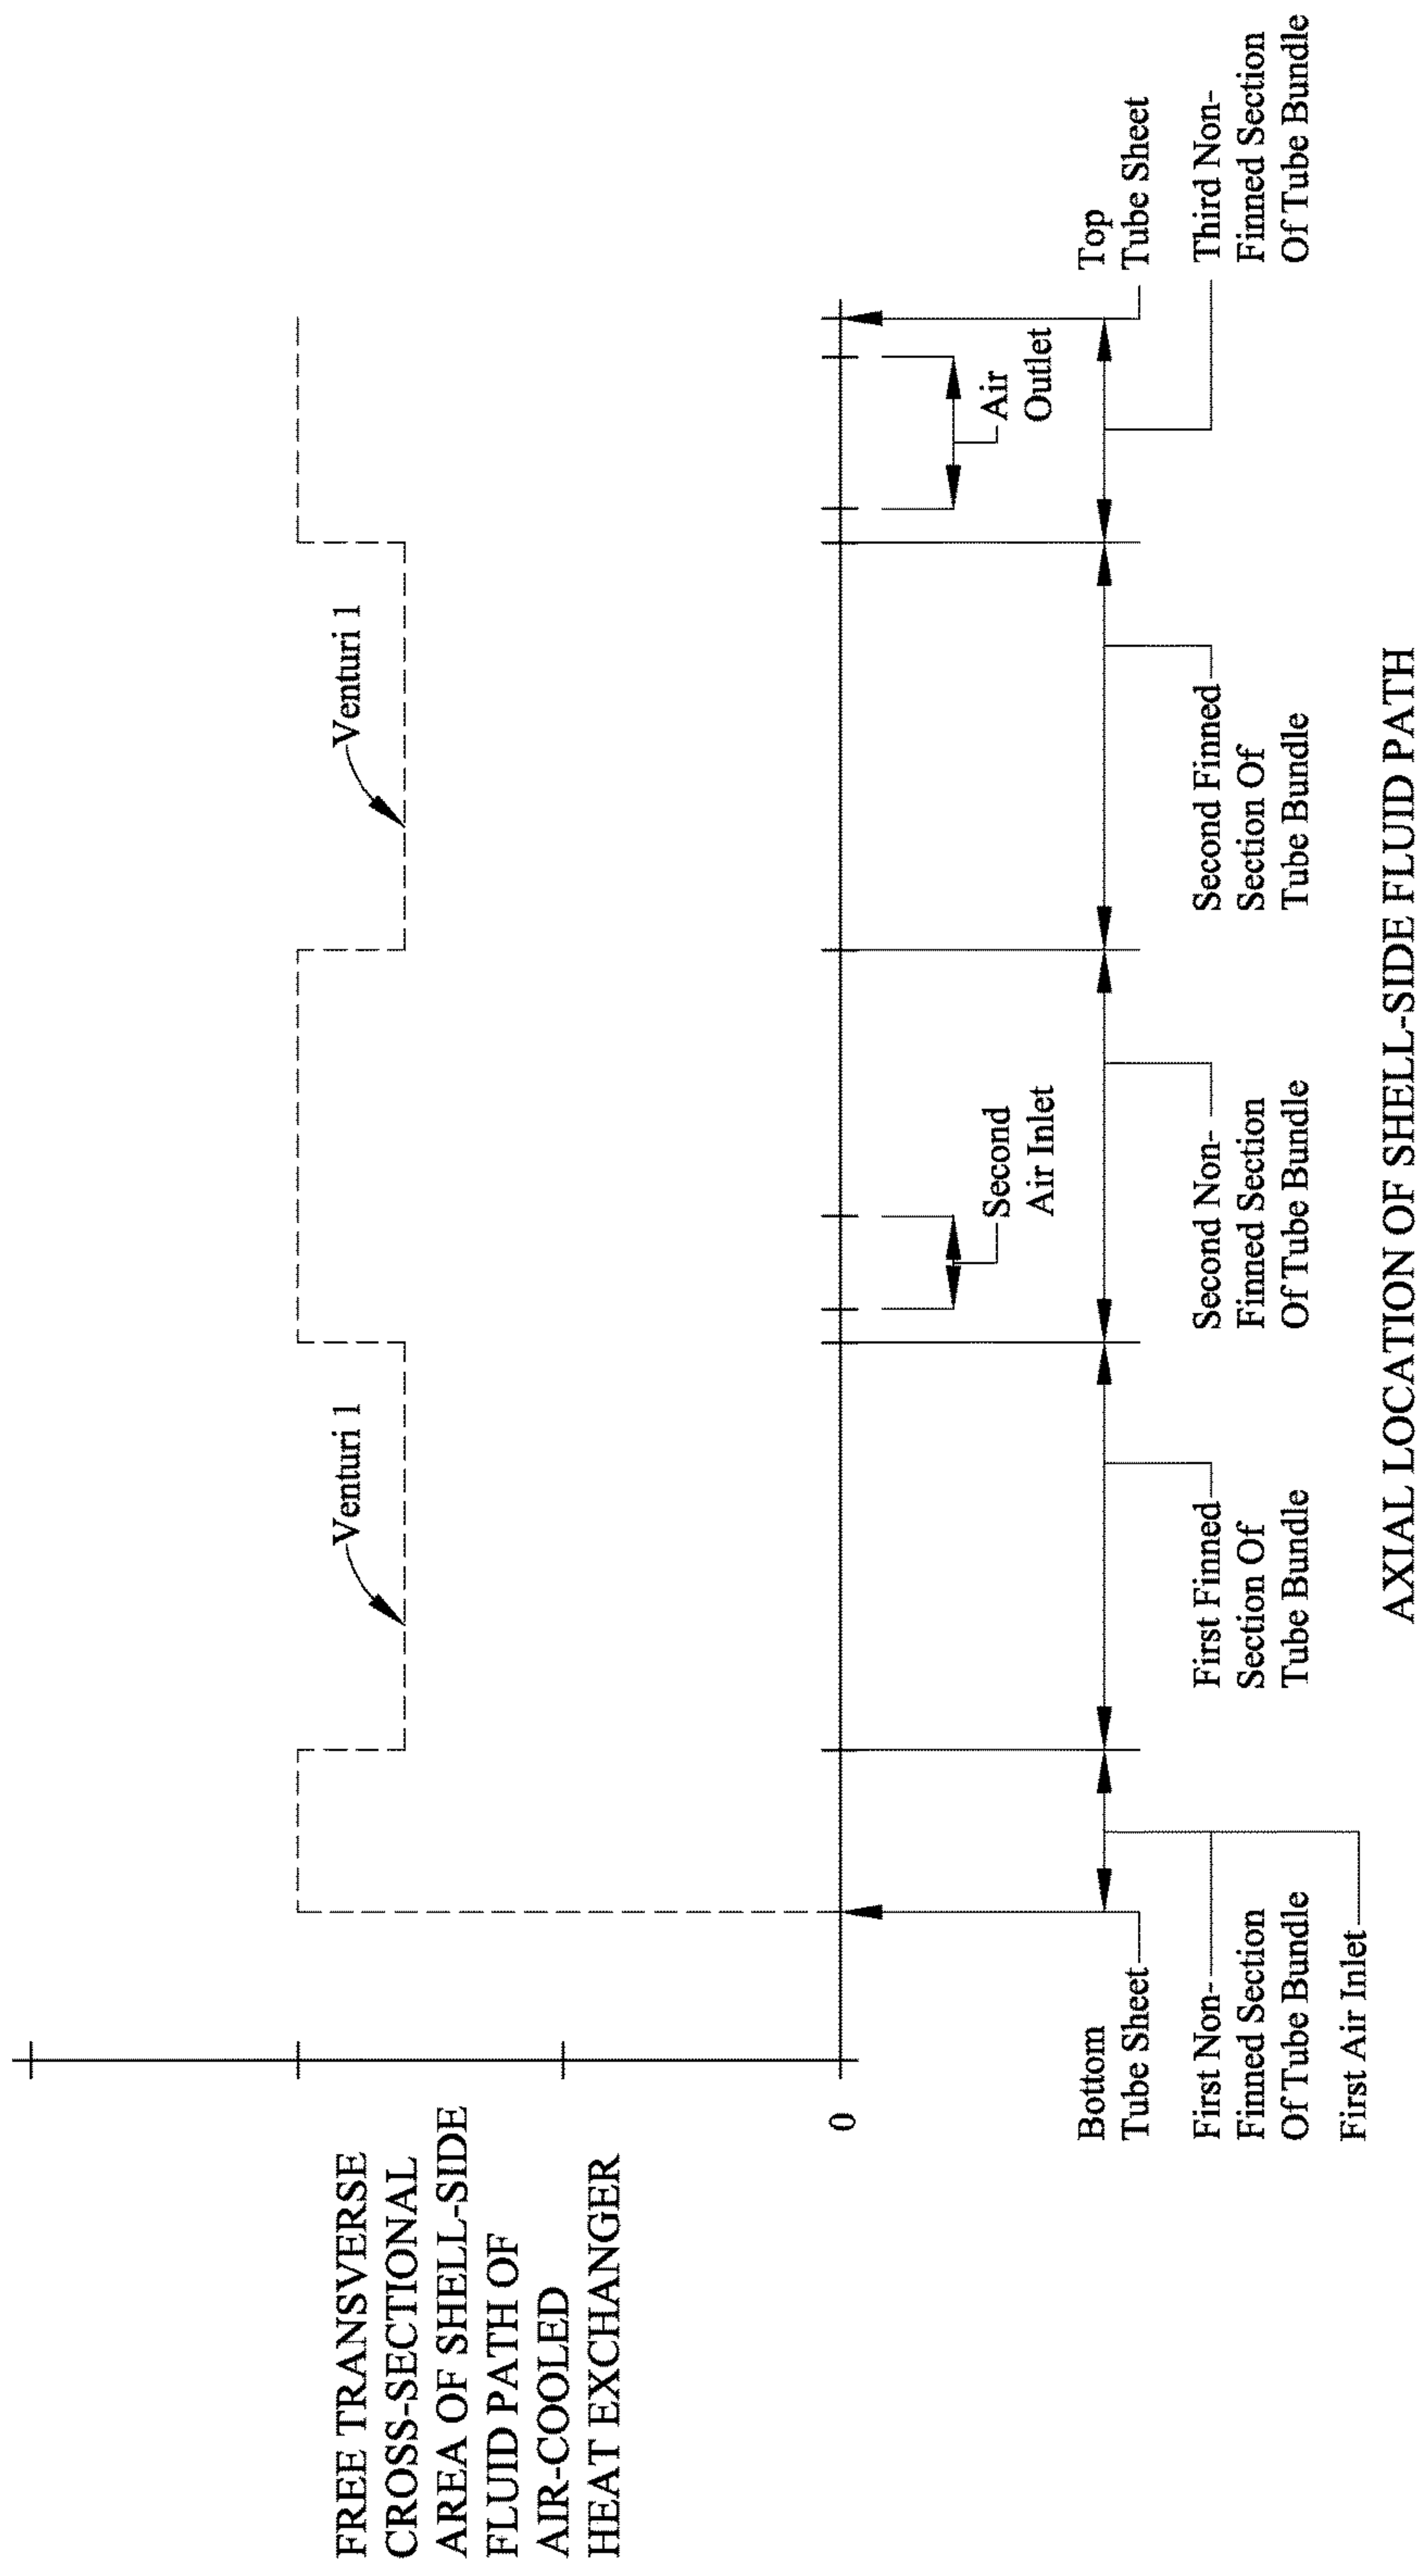 FREE TRANSVERSE
CROSS-SECTIONAL
AREA OF SHELL-SIDE
FLUID PATH OF
AIR-COOLED
HEAT EXCHANGER
Venturi 1
Venturi 1
0
Second
Air Inlet
Air
Outlet
Bottom
Tube Sheet
Top
Tube Sheet
First Non-
Finned Section
Of Tube Bundle
First Air Inlet
First Finned
Section Of
Tube Bundle
Second Non-
Finned Section
Of Tube Bundle
Second Finned
Section Of
Tube Bundle
Third Non-
Finned Section
Of Tube Bundle
AXIAL LOCATION OF SHELL-SIDE FLUID PATH